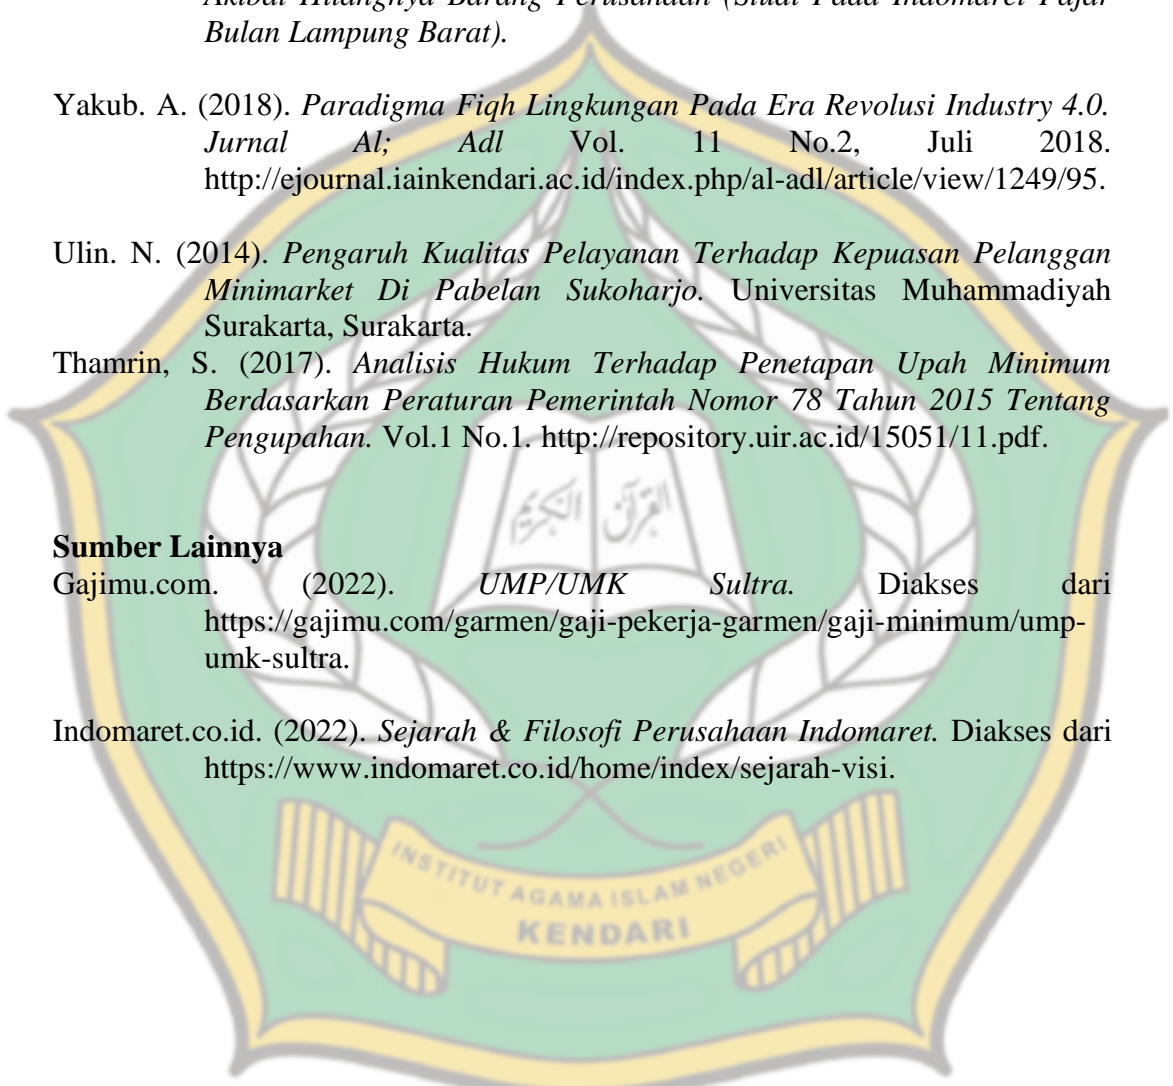 Akibat Hilangnya Barang Perusahaan (Studi Pada Indomaret Fajar
Bulan Lampung Barat).
Yakub. A. (2018). Paradigma Fiqh Lingkungan Pada Era Revolusi Industry 4.0.
Jurnal Al; Adl Vol. 11 No.2, Juli 2018.
http://ejournal.iainkendari.ac.id/index.php/al-adl/article/view/1249/95.
Ulin. N. (2014). Pengaruh Kualitas Pelayanan Terhadap Kepuasan Pelanggan
Minimarket Di Pabelan Sukoharjo. Universitas Muhammadiyah
Surakarta, Surakarta.
Thamrin, S. (2017). Analisis Hukum Terhadap Penetapan Upah Minimum
Berdasarkan Peraturan Pemerintah Nomor 78 Tahun 2015 Tentang
Pengupahan. Vol.1 No.1. http://repository.uir.ac.id/15051/11.pdf.
القرآن الكريم
Sumber Lainnya
Gajimu.com. (2022). UMP/UMK Sultra. Diakses dari
https://gajimu.com/garmen/gaji-pekerja-garmen/gaji-minimum/ump-
umk-sultra.
Indomaret.co.id. (2022). Sejarah & Filosofi Perusahaan Indomaret. Diakses dari
https://www.indomaret.co.id/home/index/sejarah-visi.
INSTITUT AGAMA ISLAM NEGERI
KENDARI